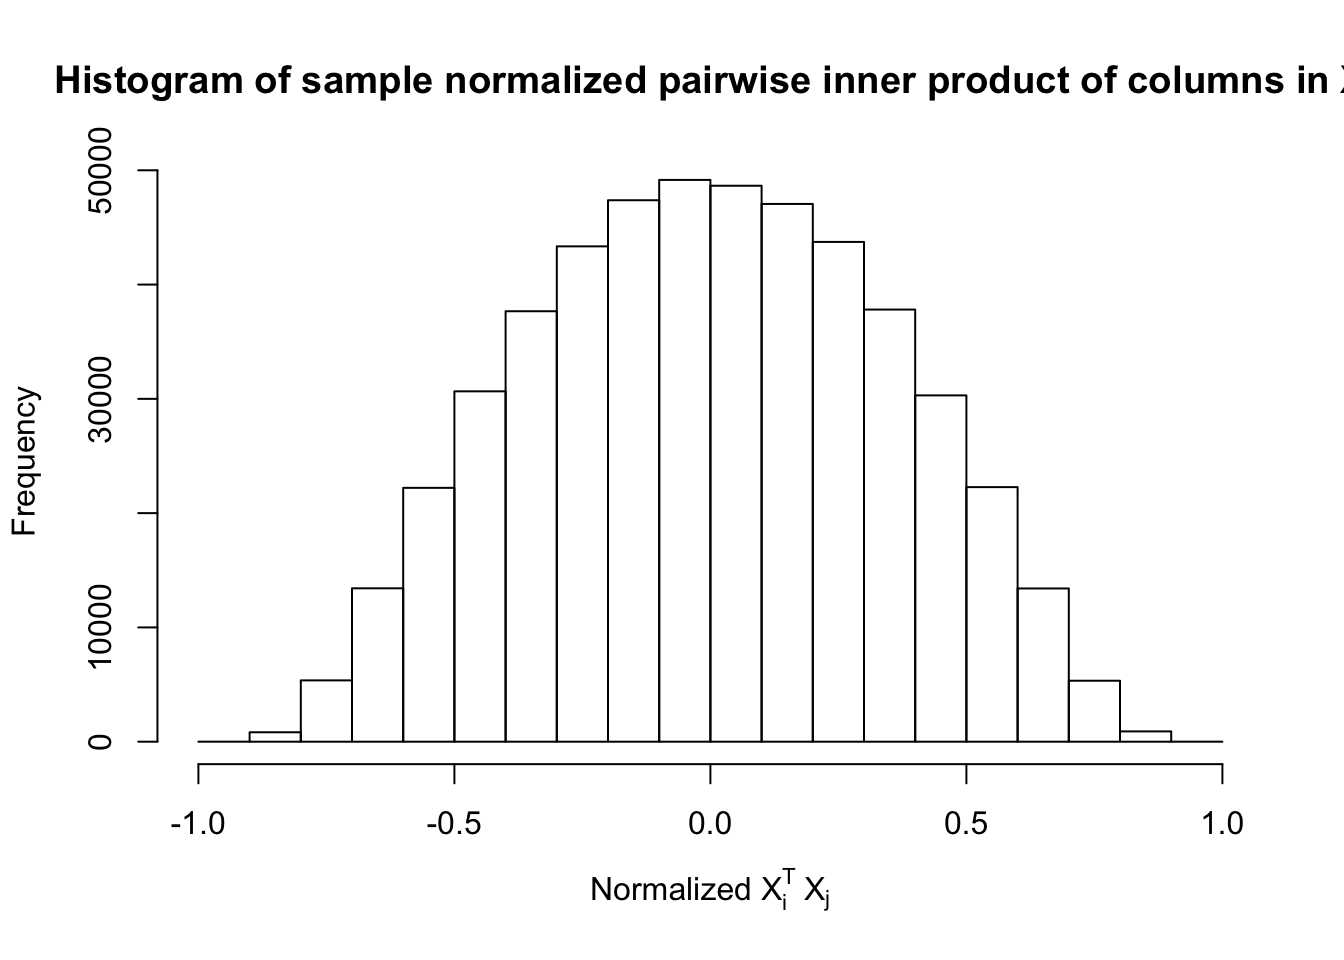 Histogram of sample normalized pairwise inner product of columns in
50000
30000
10000
0
Frequency
-1.0 -0.5 0.0 0.5 1.0
Normalized X_i^T X_j